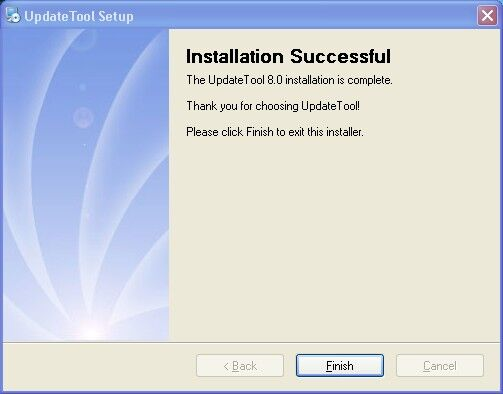 UpdateTool Setup
Installation Successful
The UpdateTool 8.0 installation is complete.
Thank you for choosing UpdateTool!
Please click Finish to exit this installer.
< Back Finish Cancel